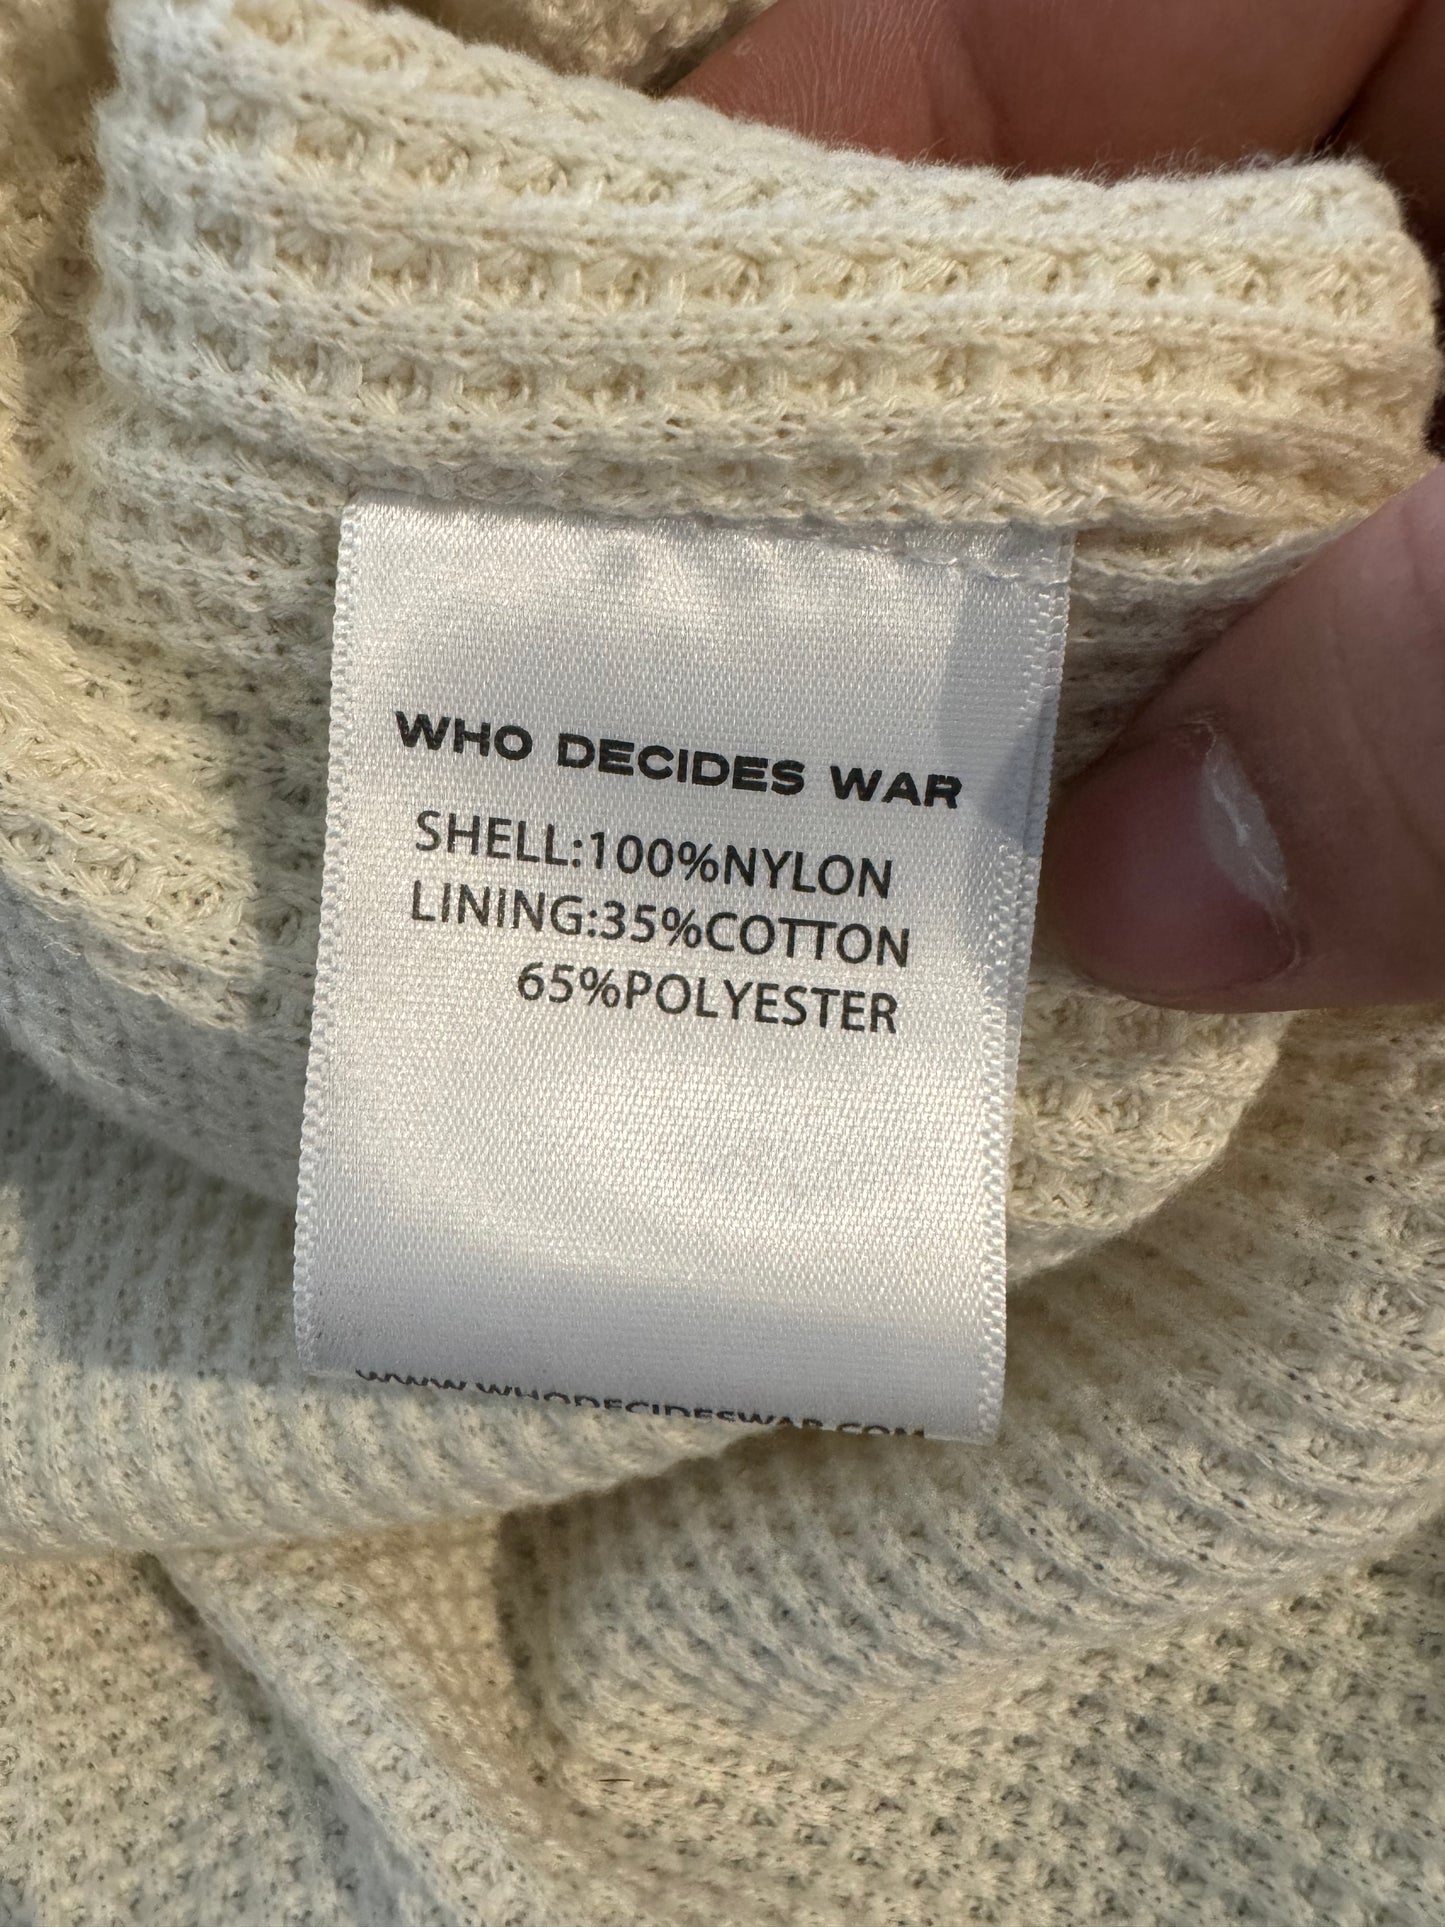 WHO DECIDES WAR
SHELL:100%NYLON
LINING:35%COTTON
65%POLYESTER
WWW.WHODECIDESWAR.COM